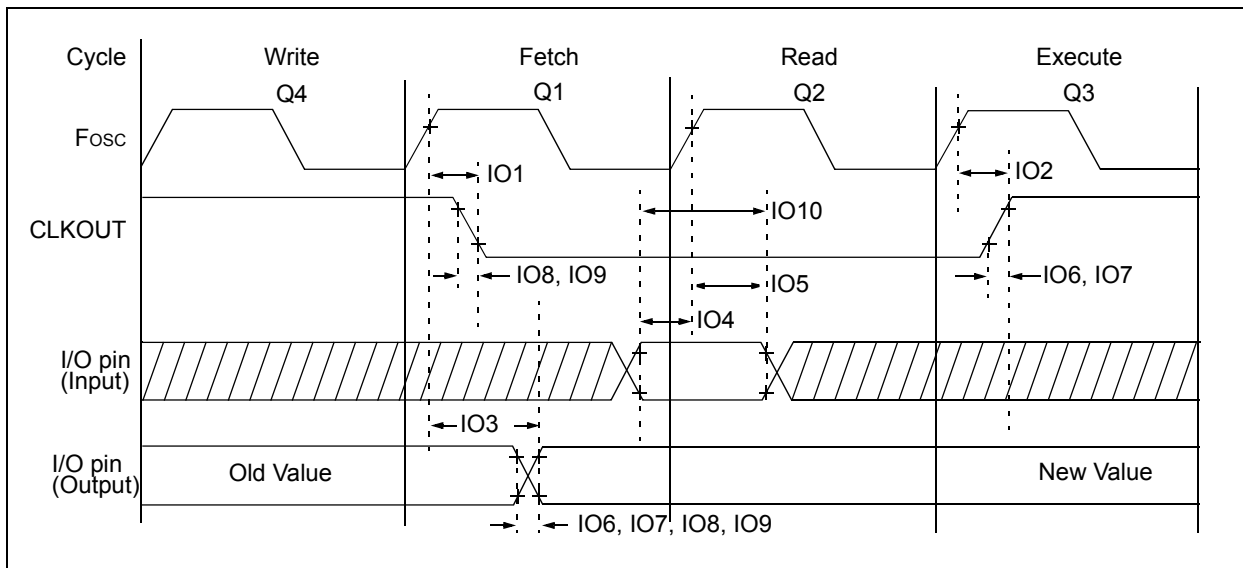 Cycle Write Fetch Read Execute
Q4 Q1 Q2 Q3
FOSC
IO1 IO2
CLKOUT IO10
IO8, IO9 IO5 IO6, IO7
IO4
I/O pin
(Input)
IO3
I/O pin
(Output)
Old Value New Value
IO6, IO7, IO8, IO9